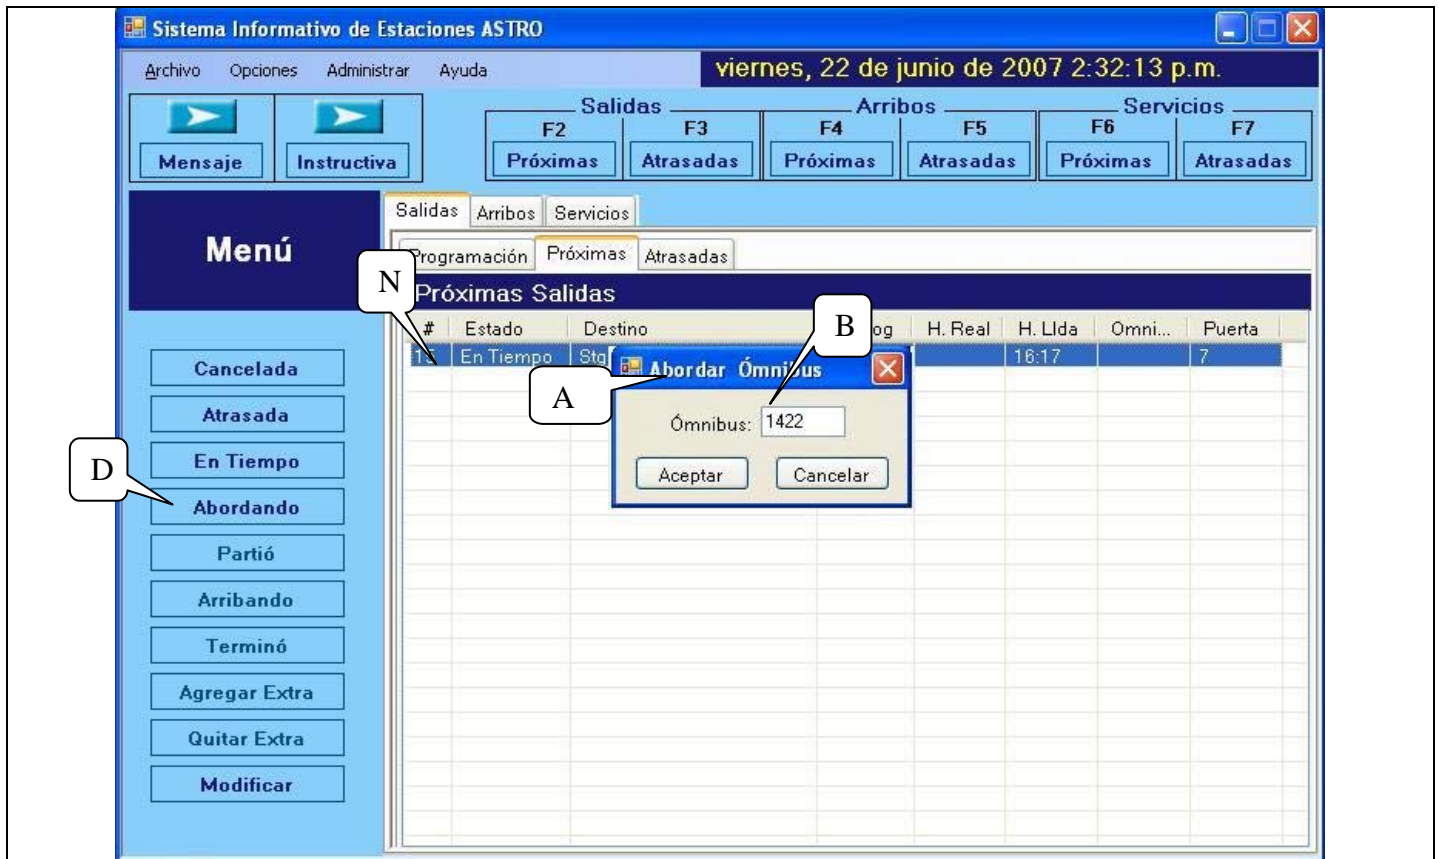 Sistema Informativo de Estaciones ASTRO
Archivo Opciones Administrar Ayuda viernes, 22 de junio de 2007 2:32:13 p.m.
Salidas Arribos Servicios
F2 F3 F4 F5 F6 F7
Mensaje Instructiva Próximas Atrasadas Próximas Atrasadas Próximas Atrasadas
Salidas Arribos Servicios
Menú
Programación Próximas Atrasadas
N
Próximas Salidas
B
# Estado Destino H. Real H. Llda Omni... Puerta
En Tiempo 16:17 7
Abordar Ómnibus
A
Ómnibus: 1422
Aceptar Cancelar
Cancelada
Atrasada
En Tiempo
D
Abordando
Partió
Arribando
Terminó
Agregar Extra
Quitar Extra
Modificar